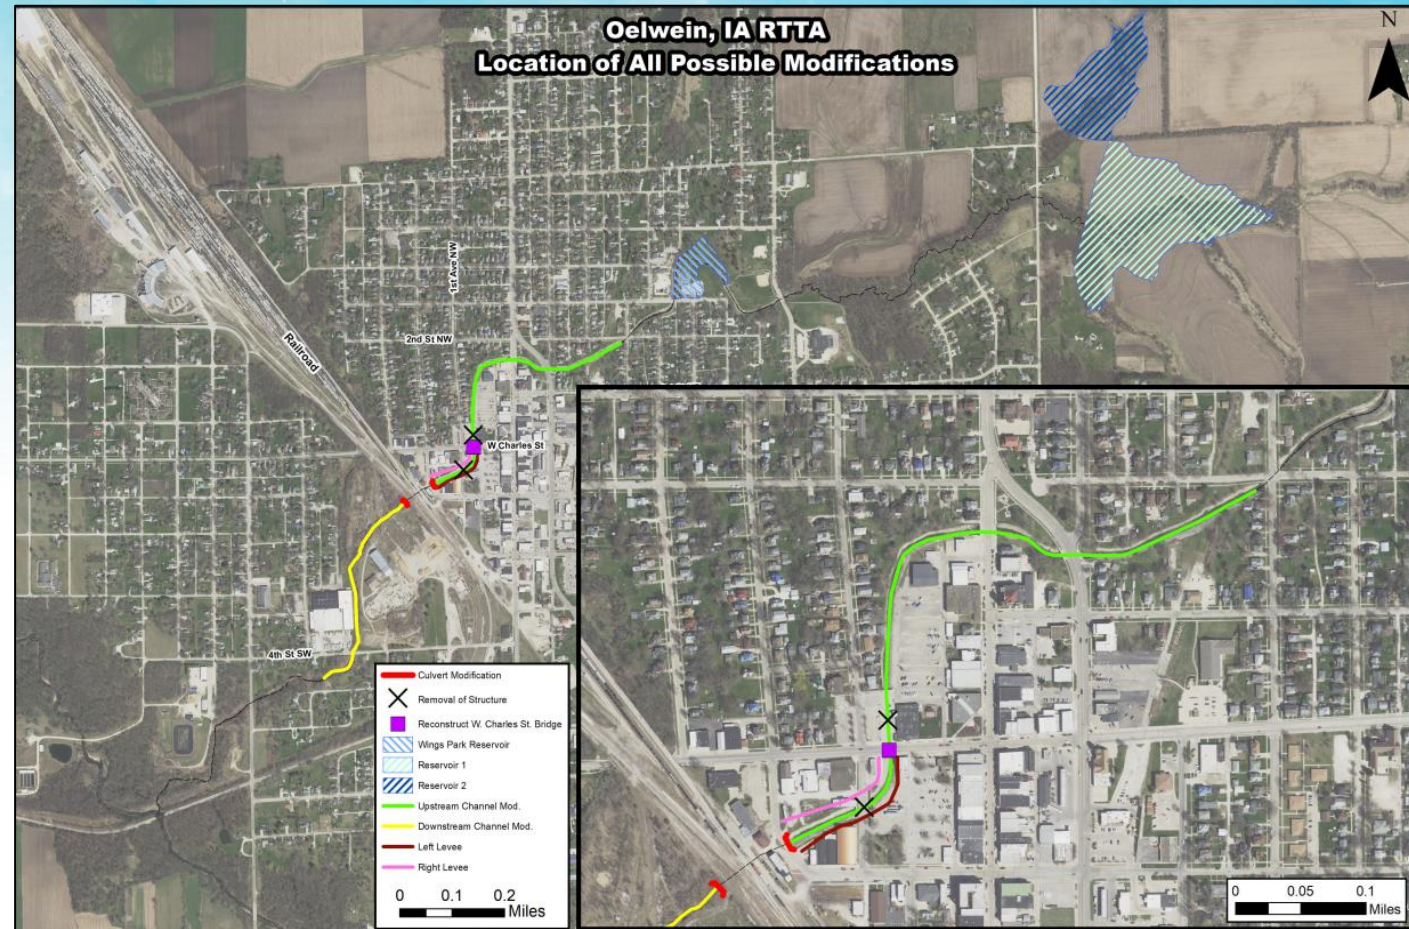 Oelwein, IA RTTA
Location of All Possible Modifications
N
1st Ave NW
2nd St NW
Railroad
W Charles St
4th St SW
Culvert Modification
Removal of Structure
Reconstruct W. Charles St. Bridge
Wings Park Reservoir
Reservoir 1
Reservoir 2
Upstream Channel Mod.
Downstream Channel Mod.
Left Levee
Right Levee
0 0.1 0.2
Miles
0 0.05 0.1
Miles